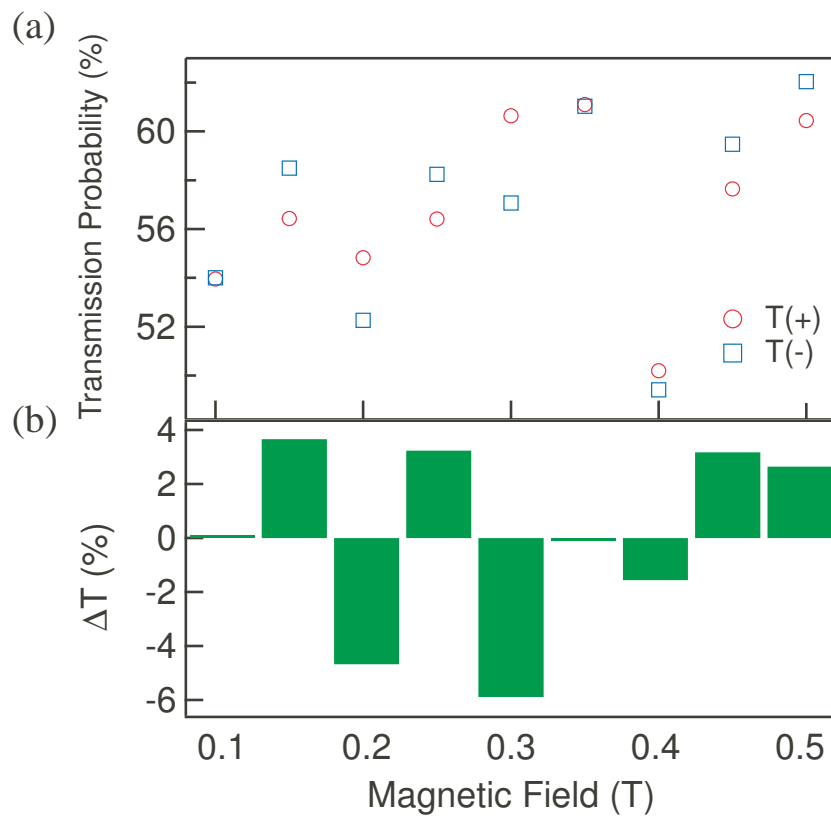 (a)
Transmission Probability (%)
60
56
52
T(+)
T(-)
(b)
ΔT (%)
4
2
0
-2
-4
-6
0.1 0.2 0.3 0.4 0.5
Magnetic Field (T)